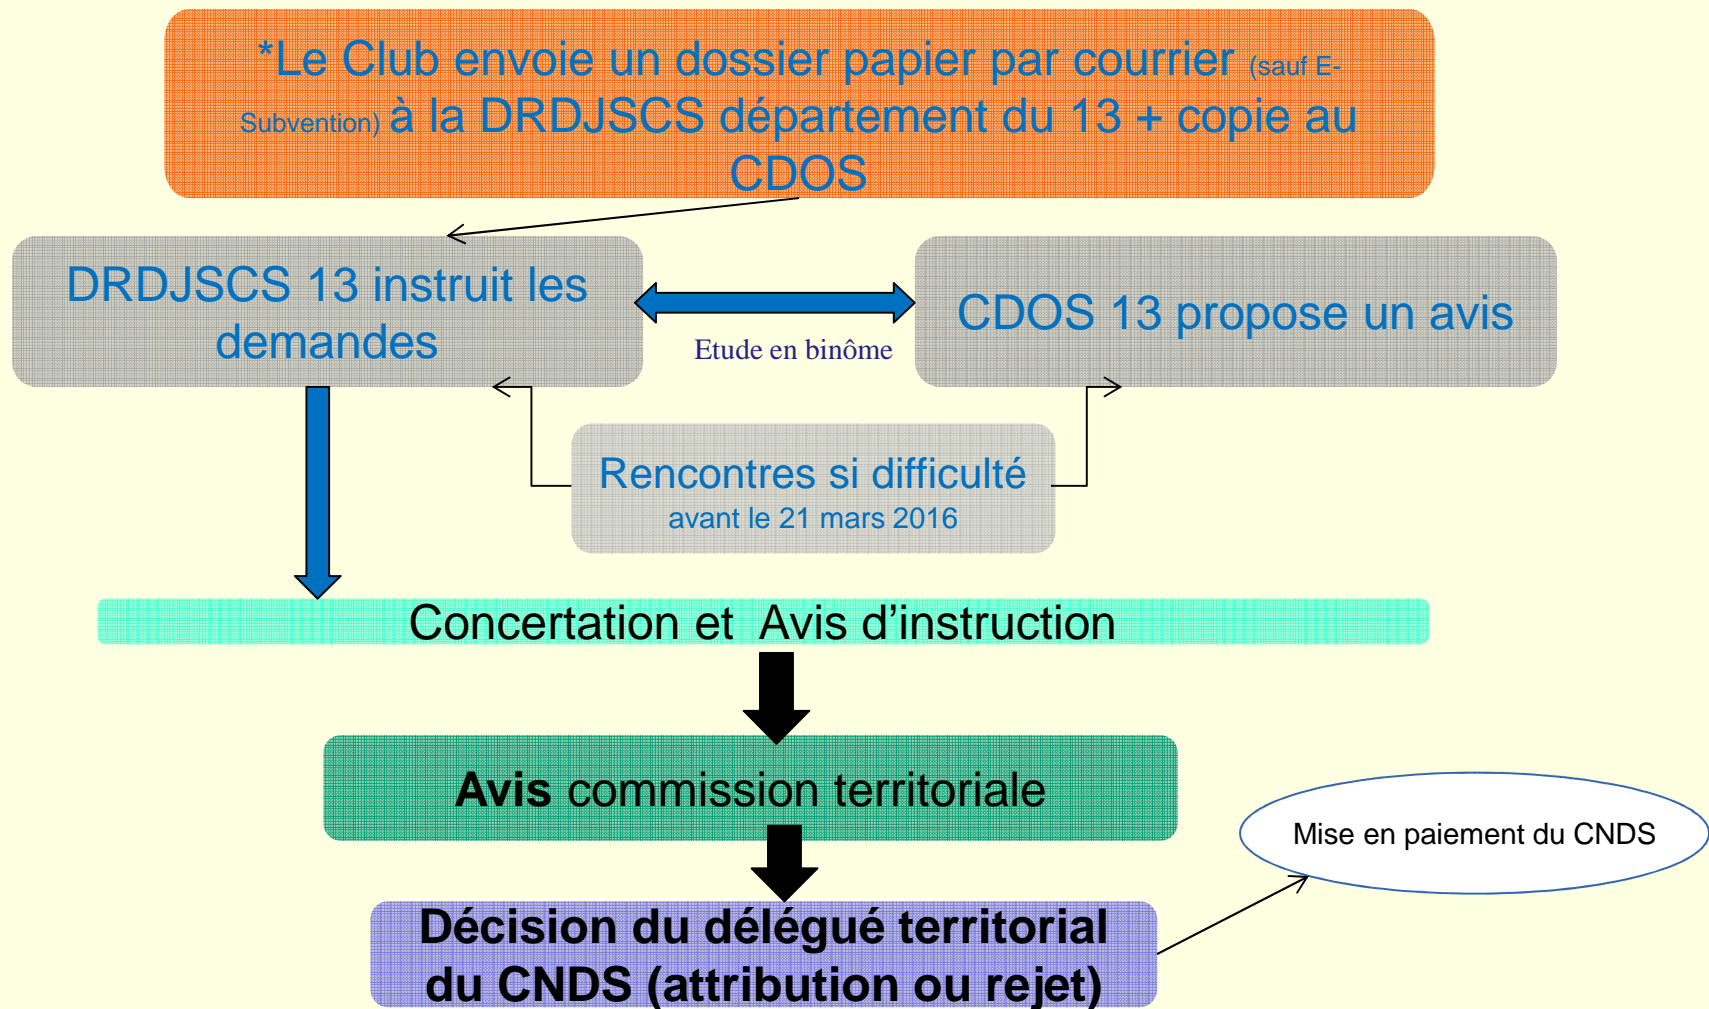 *Le Club envoie un dossier papier par courrier (sauf E-
Subvention) à la DRDJSCS département du 13 + copie au
CDOS
DRDJSCS 13 instruit les
demandes
Etude en binôme
CDOS 13 propose un avis
Rencontres si difficulté
avant le 21 mars 2016
Concertation et  Avis d’instruction
Avis commission territoriale
Mise en paiement du CNDS
Décision du délégué territorial
du CNDS (attribution ou rejet)